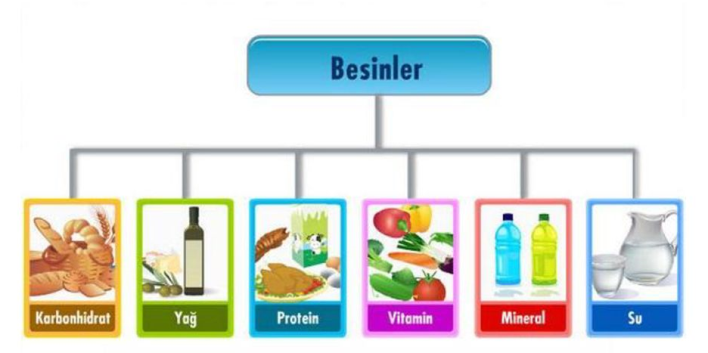 Besinler
Karbonhidrat
Yağ
Protein
Vitamin
Mineral
Su